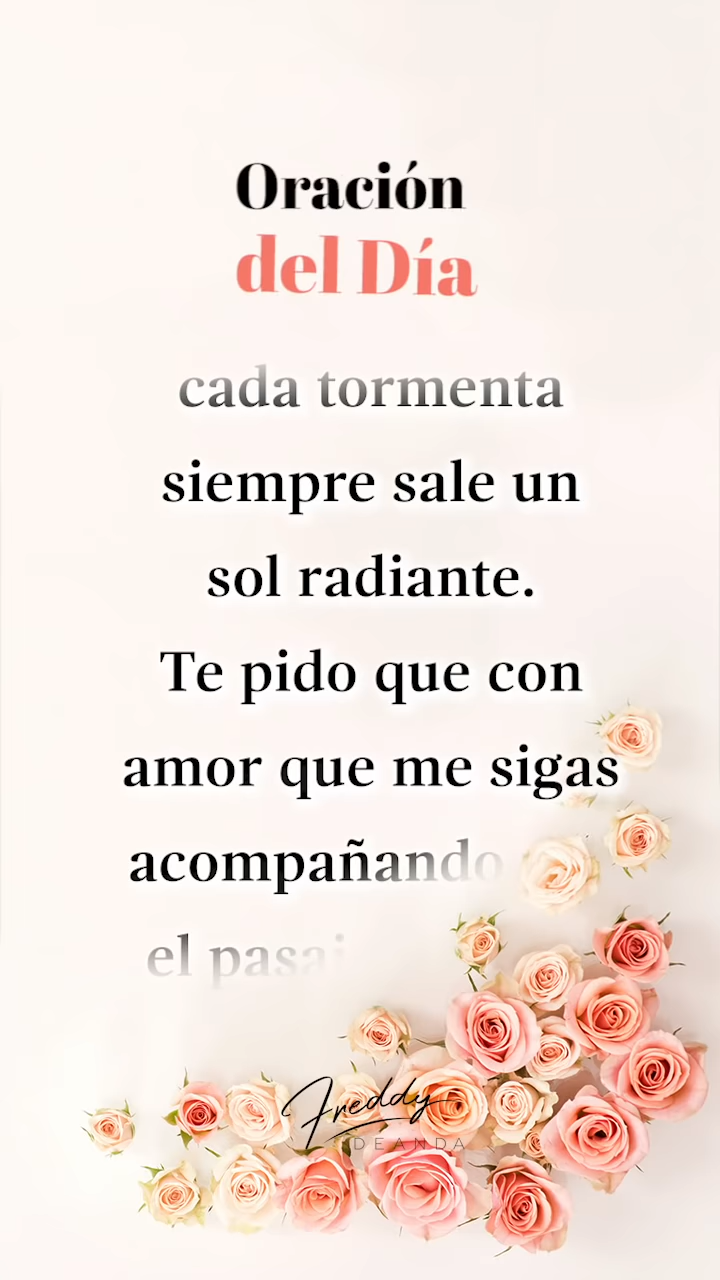 Oración
del Día
cada tormenta
siempre sale un
sol radiante.
Te pido que con
amor que me sigas
acompañando
el
Freddy
DEANDA